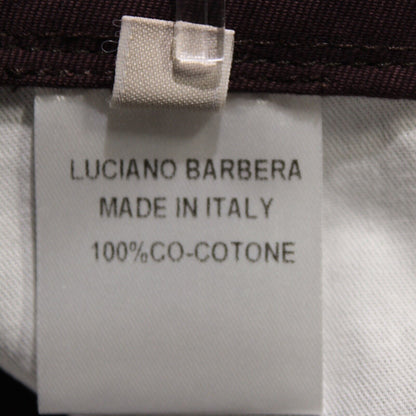 LUCIANO BARBERA
MADE IN ITALY
100%CO-COTONE